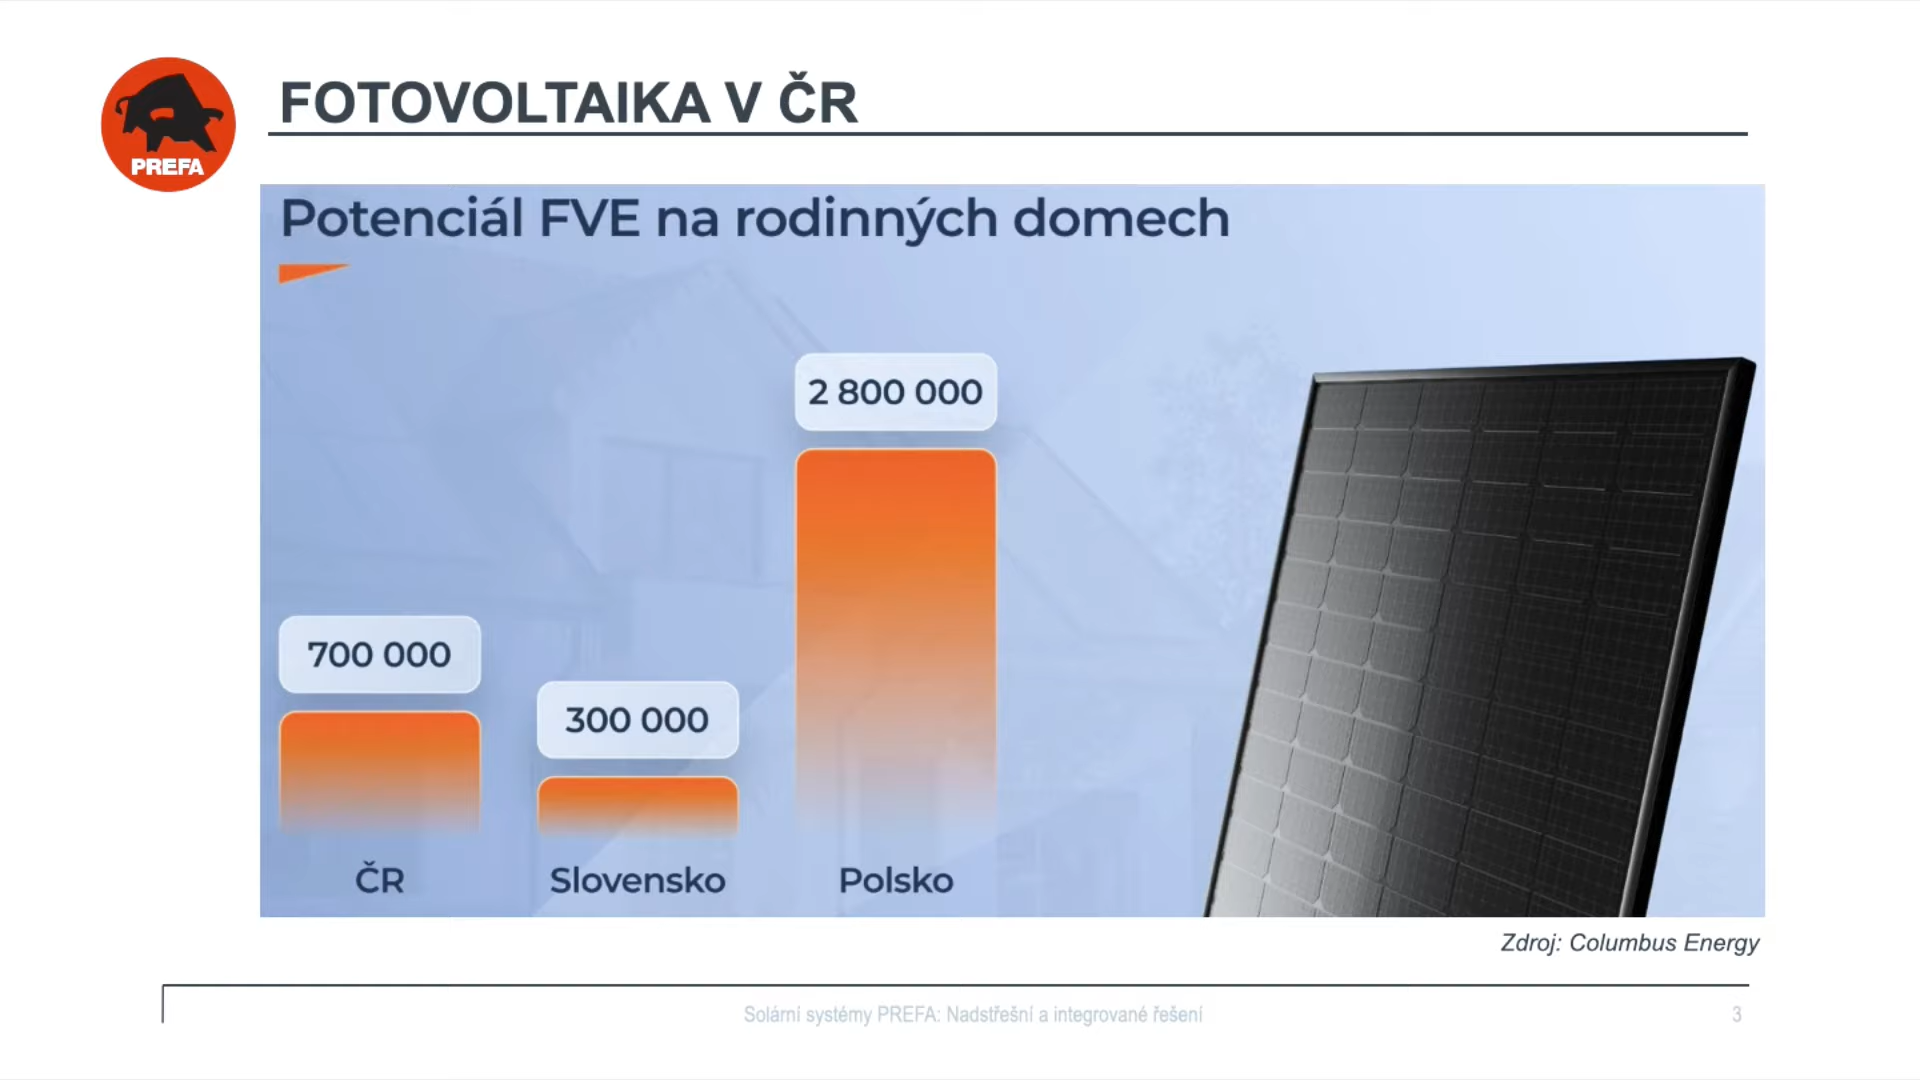 PREFA
FOTOVOLTAIKA V ČR
Potenciál FVE na rodinných domech
2 800 000
700 000
300 000
ČR
Slovensko
Polsko
Zdroj: Columbus Energy
Solární systémy PREFA: Nadstřešní a integrované řešení
3